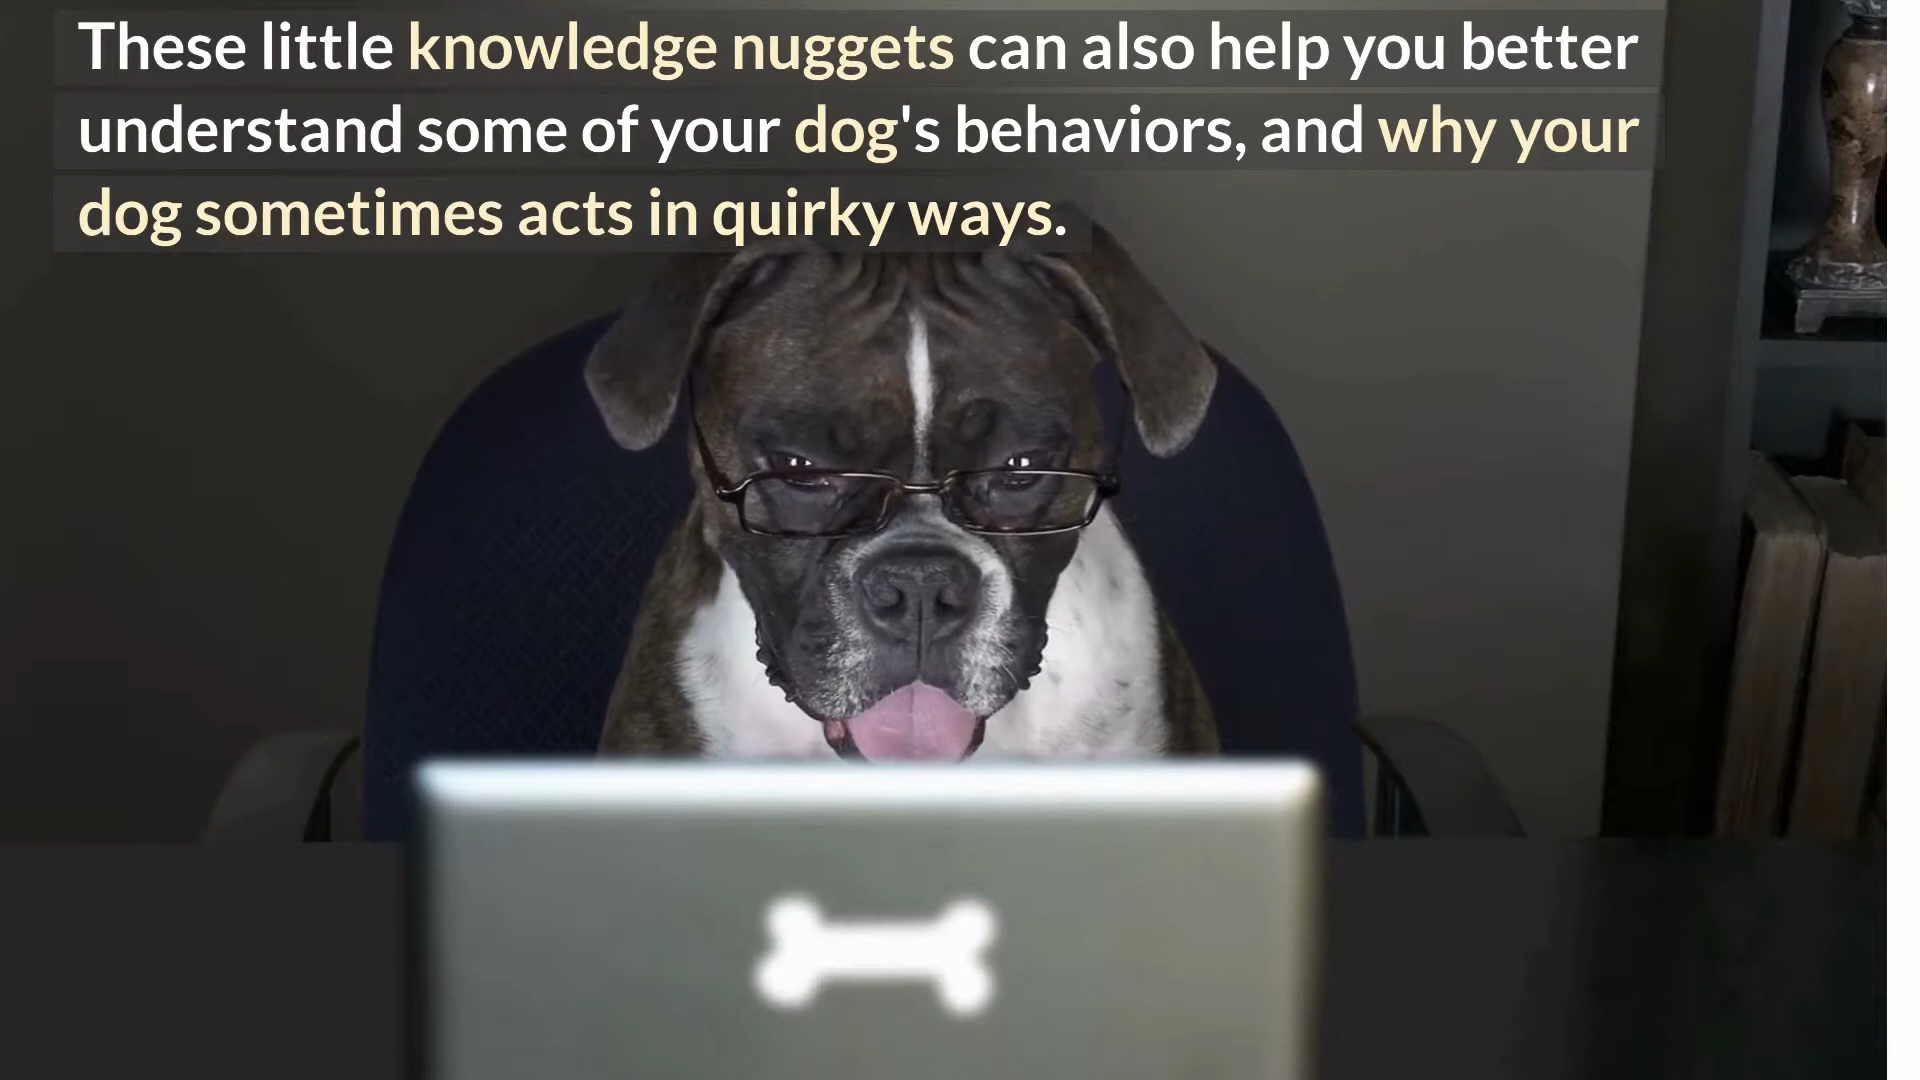 These little knowledge nuggets can also help you better
understand some of your dog's behaviors, and why your
dog sometimes acts in quirky ways.